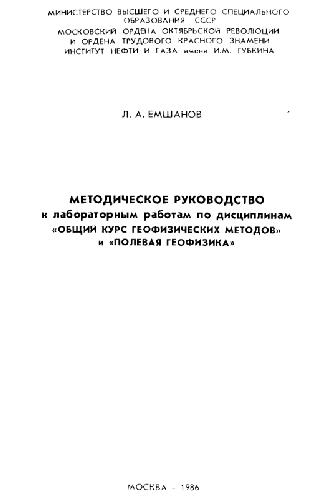 МИНИСТЕРСТВО ВЫСШЕГО И СРЕДНЕГО СПЕЦИАЛЬНОГО
ОБРАЗОВАНИЯ СССР
МОСКОВСКИЙ ОРДЕНА ОКТЯБРЬСКОЙ РЕВОЛЮЦИИ
И ОРДЕНА ТРУДОВОГО КРАСНОГО ЗНАМЕНИ
ИНСТИТУТ НЕФТИ И ГАЗА имени И.М. ГУБКИНА
Л. А. ЕМШАНОВ
МЕТОДИЧЕСКОЕ РУКОВОДСТВО
к лабораторным работам по дисциплинам
«ОБЩИЙ КУРС ГЕОФИЗИЧЕСКИХ МЕТОДОВ»
и «ПОЛЕВАЯ ГЕОФИЗИКА»
МОСКВА - 1986